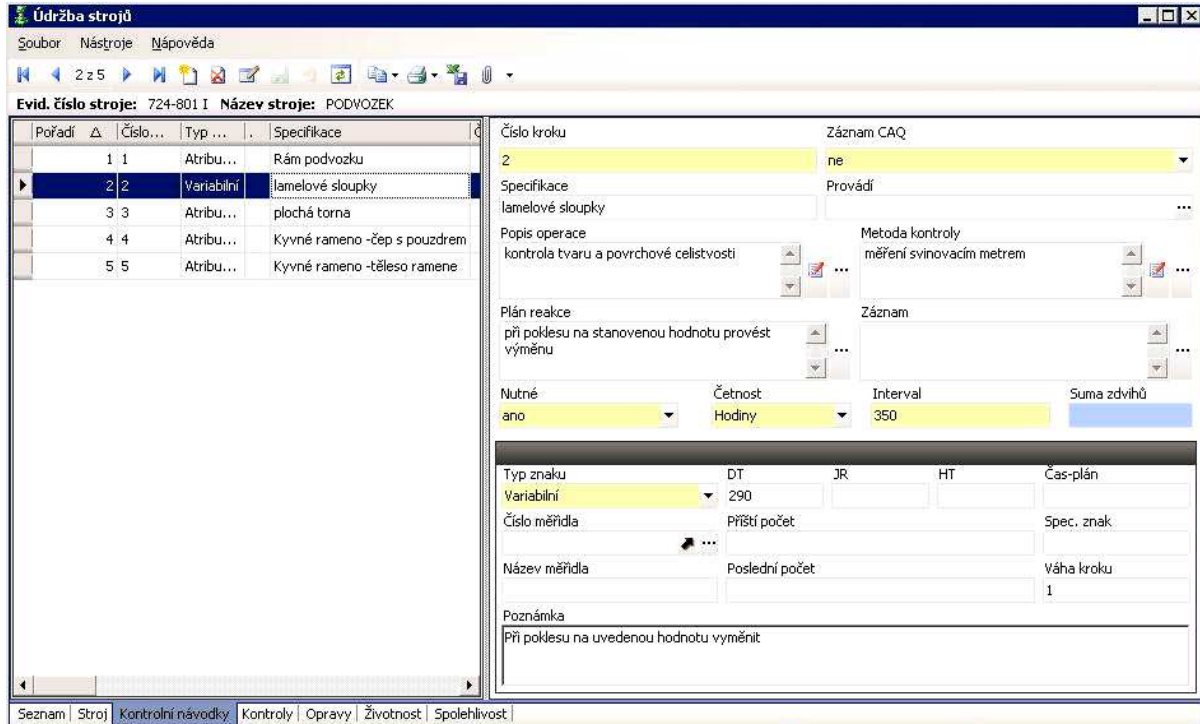 Údržba strojů
Soubor Nástroje Nápověda
2 z 5
Evid. číslo stroje: 724-801 I Název stroje: PODVOZEK
Pořadí Číslo... Typ ... . Specifikace
1 1 Atribu... Rám podvozku
2 2 Variabilní lamelové sloupky
3 3 Atribu... plochá torna
4 4 Atribu... Kyvné rameno -čep s pouzdrem
5 5 Atribu... Kyvné rameno -těleso ramene
Číslo kroku Záznam CAQ
2 ne
Specifikace Provádí
lamelové sloupky ...
Popis operace Metoda kontroly
kontrola tvaru a povrchové celistvosti ... měření svinovacím metrem ...
Plán reakce Záznam
při poklesu na stanovenou hodnotu provést
výměnu ... ...
Nutné Četnost Interval Suma zdvihů
ano Hodiny 350
Typ znaku DT JR HT Čas-plán
Variabilní 290
Číslo měřidla Příští počet Spec. znak
...
Název měřidla Poslední počet Váha kroku
1
Poznámka
Při poklesu na uvedenou hodnotu vyměnit
Seznam Stroj Kontrolní návodky Kontroly Opravy Životnost Spolehlivost